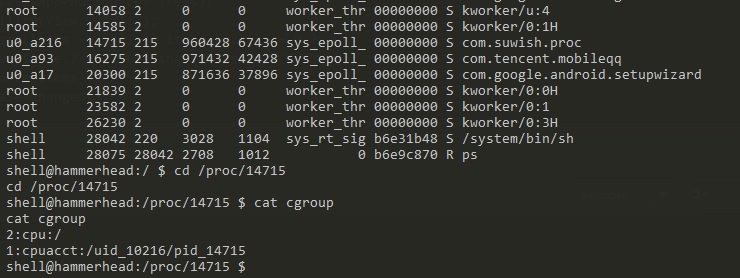 root 14058 2 0 0 worker_thr 00000000 S kworker/u:4
root 14585 2 0 0 worker_thr 00000000 S kworker/0:1H
u0_a216 14715 215 960428 67436 sys_epoll_ 00000000 S com.suwish.proc
u0_a93 16275 215 971432 42428 sys_epoll_ 00000000 S com.tencent.mobileqq
u0_a17 20300 215 871636 37896 sys_epoll_ 00000000 S com.google.android.setupwizard
root 21839 2 0 0 worker_thr 00000000 S kworker/0:0H
root 23582 2 0 0 worker_thr 00000000 S kworker/0:1
root 26230 2 0 0 worker_thr 00000000 S kworker/0:3H
shell 28042 220 3028 1104 sys_rt_sig b6e31b48 S /system/bin/sh
shell 28075 28042 2708 1012 0 b6e9c870 R ps
shell@hammerhead:/ $ cd /proc/14715
cd /proc/14715
shell@hammerhead:/proc/14715 $ cat cgroup
cat cgroup
2:cpu:/
1:cpuacct:/uid_10216/pid_14715
shell@hammerhead:/proc/14715 $